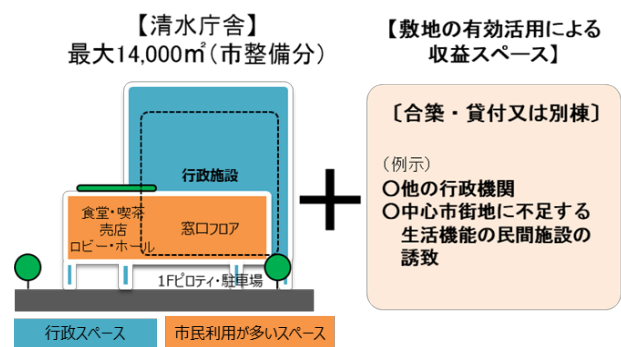 【清水庁舎】
最大14,000㎡（市整備分）
行政施設
食堂・喫茶
売店
ロビー・ホール
窓口フロア
1Fピロティ・駐車場
行政スペース
市民利用が多いスペース
＋
【敷地の有効活用による
収益スペース】
〔合築・貸付又は別棟〕
（例示）
〇他の行政機関
〇中心市街地に不足する
生活機能の民間施設の
誘致